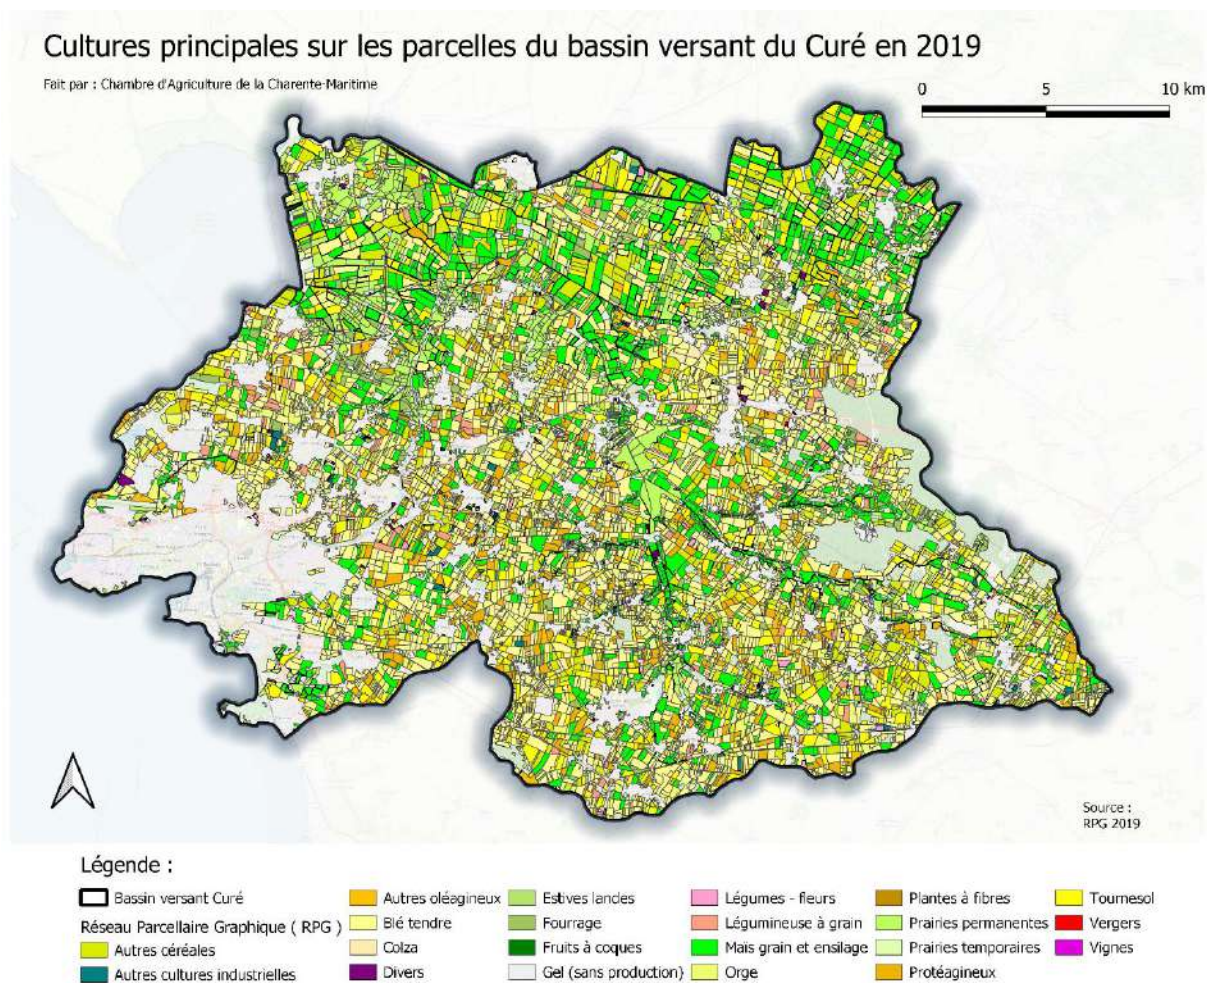 Cultures principales sur les parcelles du bassin versant du Curé en 2019
Fait par : Chambre d'Agriculture de la Charente-Maritime
0 5 10 km
Source :
RPG 2019
Légende :
Bassin versant Curé
Réseau Parcellaire Graphique ( RPG )
Autres céréales
Autres cultures industrielles
Autres oléagineux
Blé tendre
Colza
Divers
Estives landes
Fourrage
Fruits à coques
Gel (sans production)
Légumes - fleurs
Légumineuse à grain
Maïs grain et ensilage
Orge
Plantes à fibres
Prairies permanentes
Prairies temporaires
Protéagineux
Tournesol
Vergers
Vignes